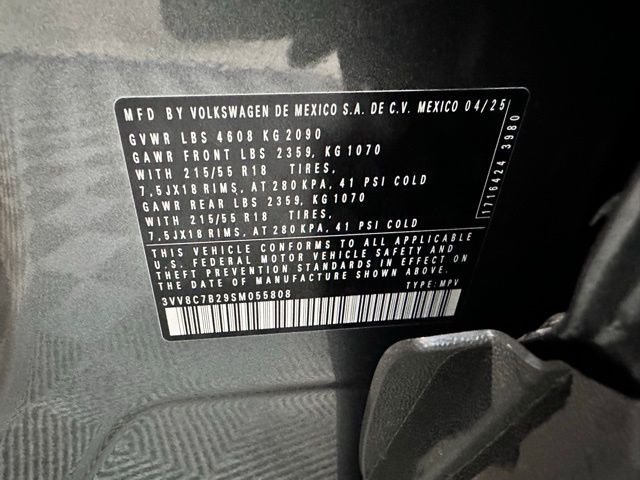 MFD BY VOLKSWAGEN DE MEXICO S.A. DE C.V. MEXICO 04/25
GVWR LBS 4608 KG 2090
GAWR FRONT LBS 2359, KG 1070
WITH 215/55 R18 TIRES,
7,5JX18 RIMS, AT 280 KPA, 41 PSI COLD
GAWR REAR LBS 2359, KG 1070
WITH 215/55 R18 TIRES,
7,5JX18 RIMS, AT 280 KPA, 41 PSI COLD
THIS VEHICLE CONFORMS TO ALL APPLICABLE
U.S. FEDERAL MOTOR VEHICLE SAFETY AND
THEFT PREVENTION STANDARDS IN EFFECT ON
THE DATE OF MANUFACTURE SHOWN ABOVE.
3VV8C7B29SM055808 TYPE: MPV
1716424 3980